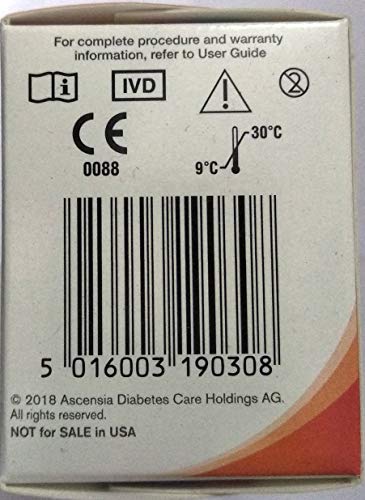 For complete procedure and warranty
information, refer to User Guide
i IVD ! 2
CE
0088
30°C
9°C
5 016003 190308
© 2018 Ascensia Diabetes Care Holdings AG.
All rights reserved.
NOT for SALE in USA